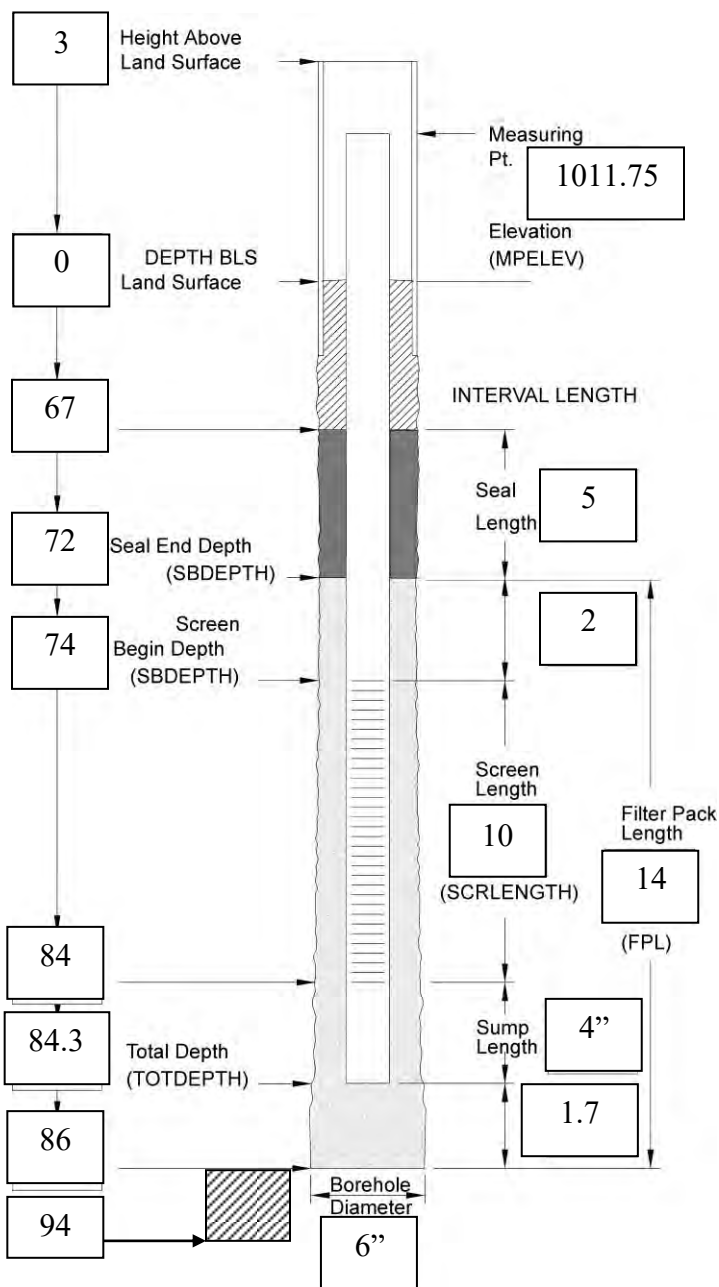 3
Height Above
Land Surface
Measuring
Pt.
1011.75
Elevation
(MPELEV)
0
DEPTH BLS
Land Surface
67
INTERVAL LENGTH
Seal
Length
5
72
Seal End Depth
(SBDEPTH)
2
74
Screen
Begin Depth
(SBDEPTH)
Screen
Length
10
(SCRLENGTH)
Filter Pack
Length
14
(FPL)
84
84.3
Total Depth
(TOTDEPTH)
Sump
Length
4”
1.7
86
94
Borehole
Diameter
6”